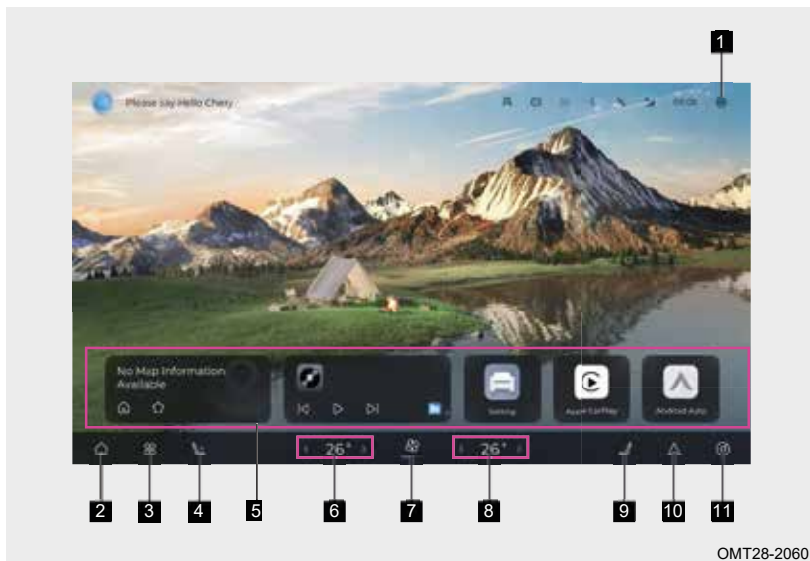 1
Please say Hello Chery
No Map Information
Available
Setting
Apple CarPlay
Android Auto
26°
26°
2
3
4
5
6
7
8
9
10
11
OMT28-2060